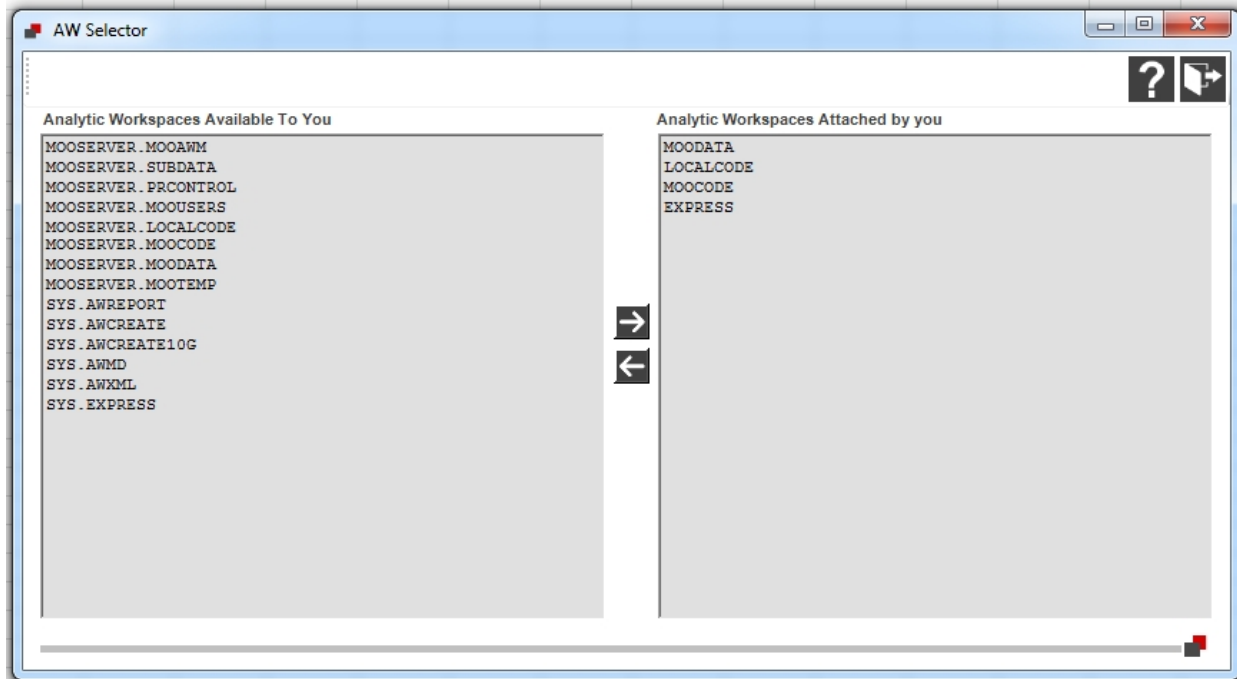 AW Selector
Analytic Workspaces Available To You
MOOSERVER.MOOAWM
MOOSERVER.SUBDATA
MOOSERVER.PRCONTROL
MOOSERVER.MOOUSERS
MOOSERVER.LOCALCODE
MOOSERVER.MOOCODE
MOOSERVER.MOODATA
MOOSERVER.MOOTEMP
SYS.AWREPORT
SYS.AWCREATE
SYS.AWCREATE10G
SYS.AWMD
SYS.AWXML
SYS.EXPRESS
Analytic Workspaces Attached by you
MOODATA
LOCALCODE
MOOCODE
EXPRESS